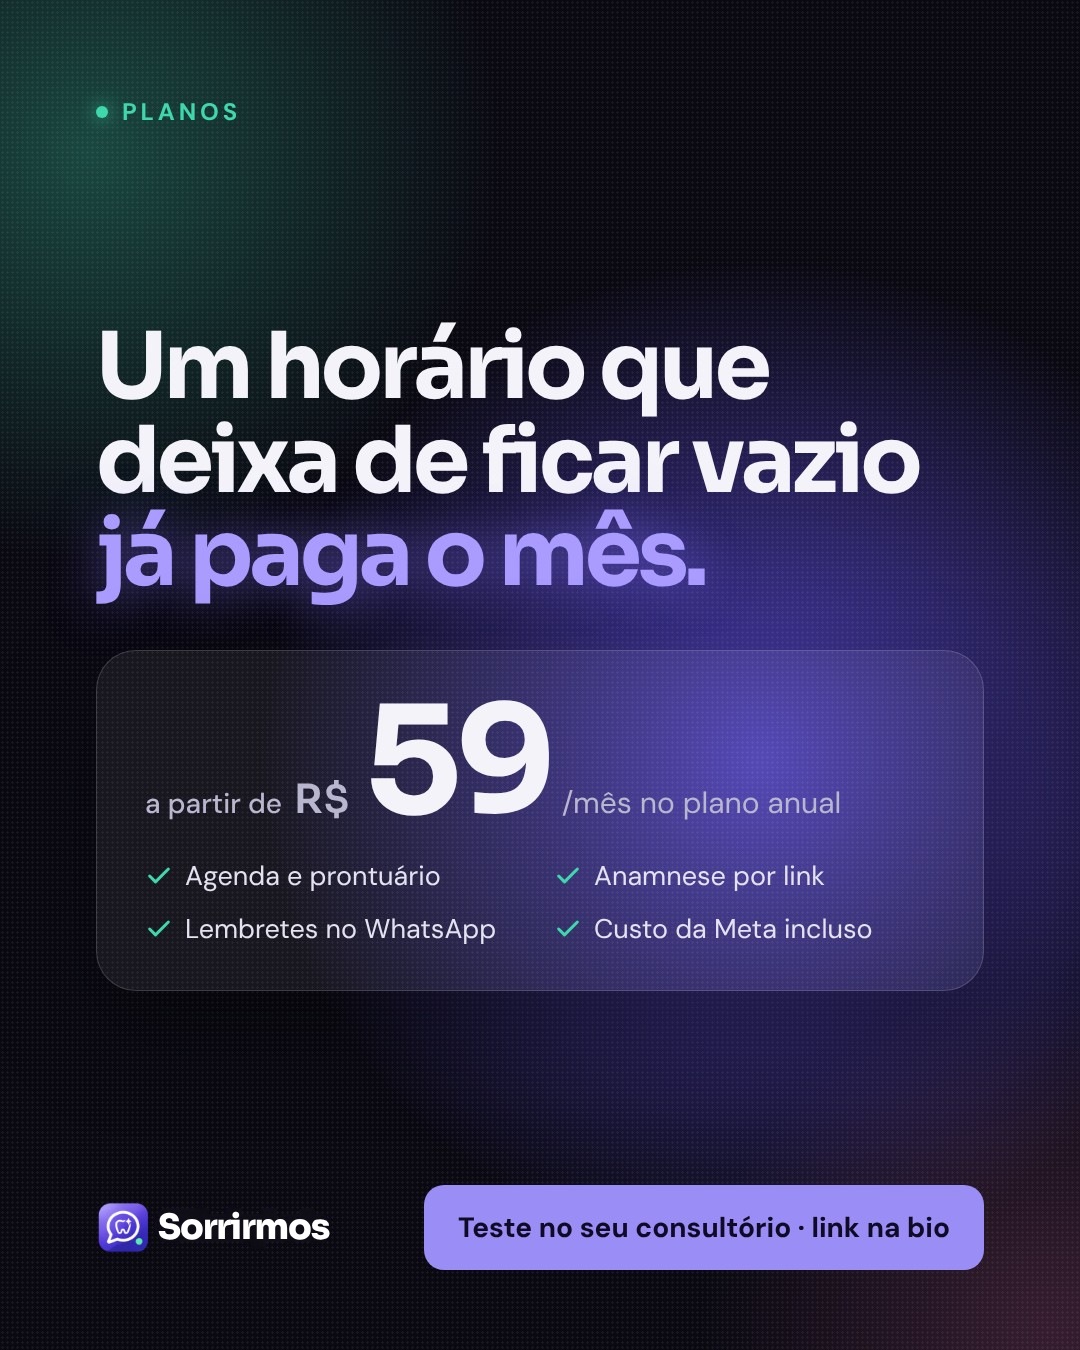 PLANOS
Um horário que
deixa de ficar vazio
já paga o mês.
a partir de R$ 59 /mês no plano anual
Agenda e prontuário
Anamnese por link
Lembretes no WhatsApp
Custo da Meta incluso
Sorrirmos
Teste no seu consultório · link na bio